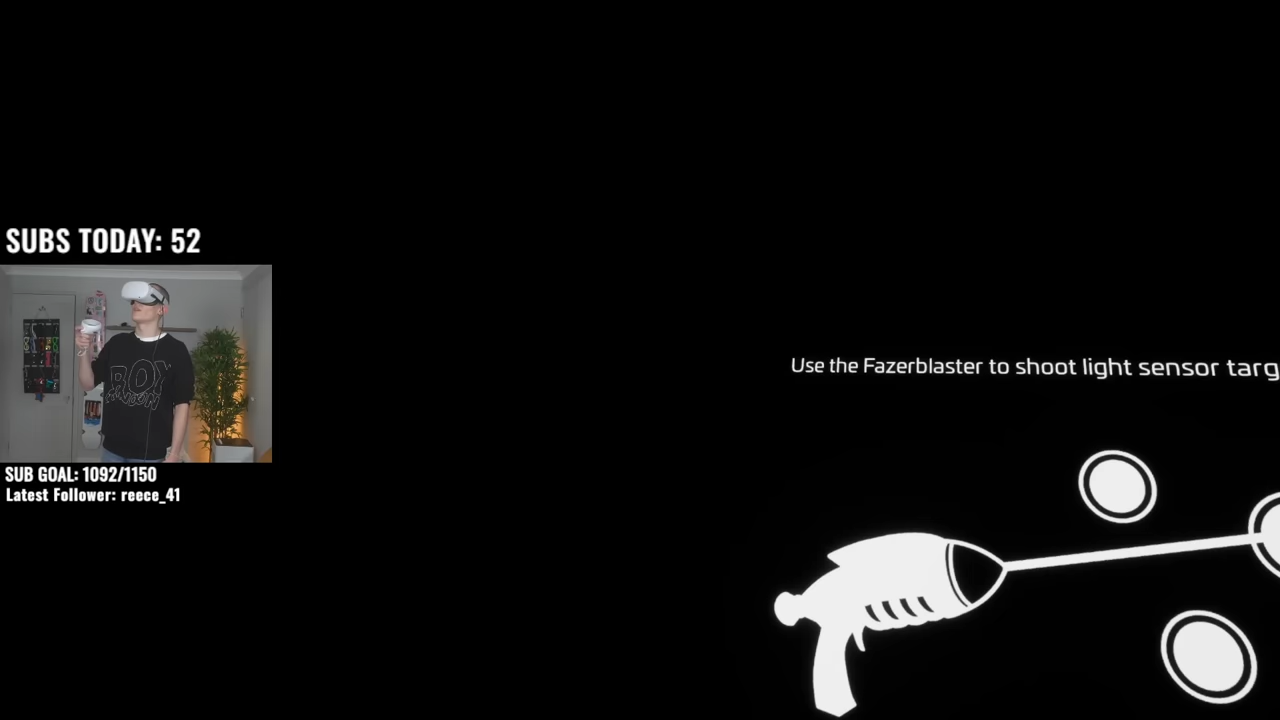 SUBS TODAY: 52
SUB GOAL: 1092/1150
Latest Follower: reece_41
Use the Fazerblaster to shoot light sensor targ